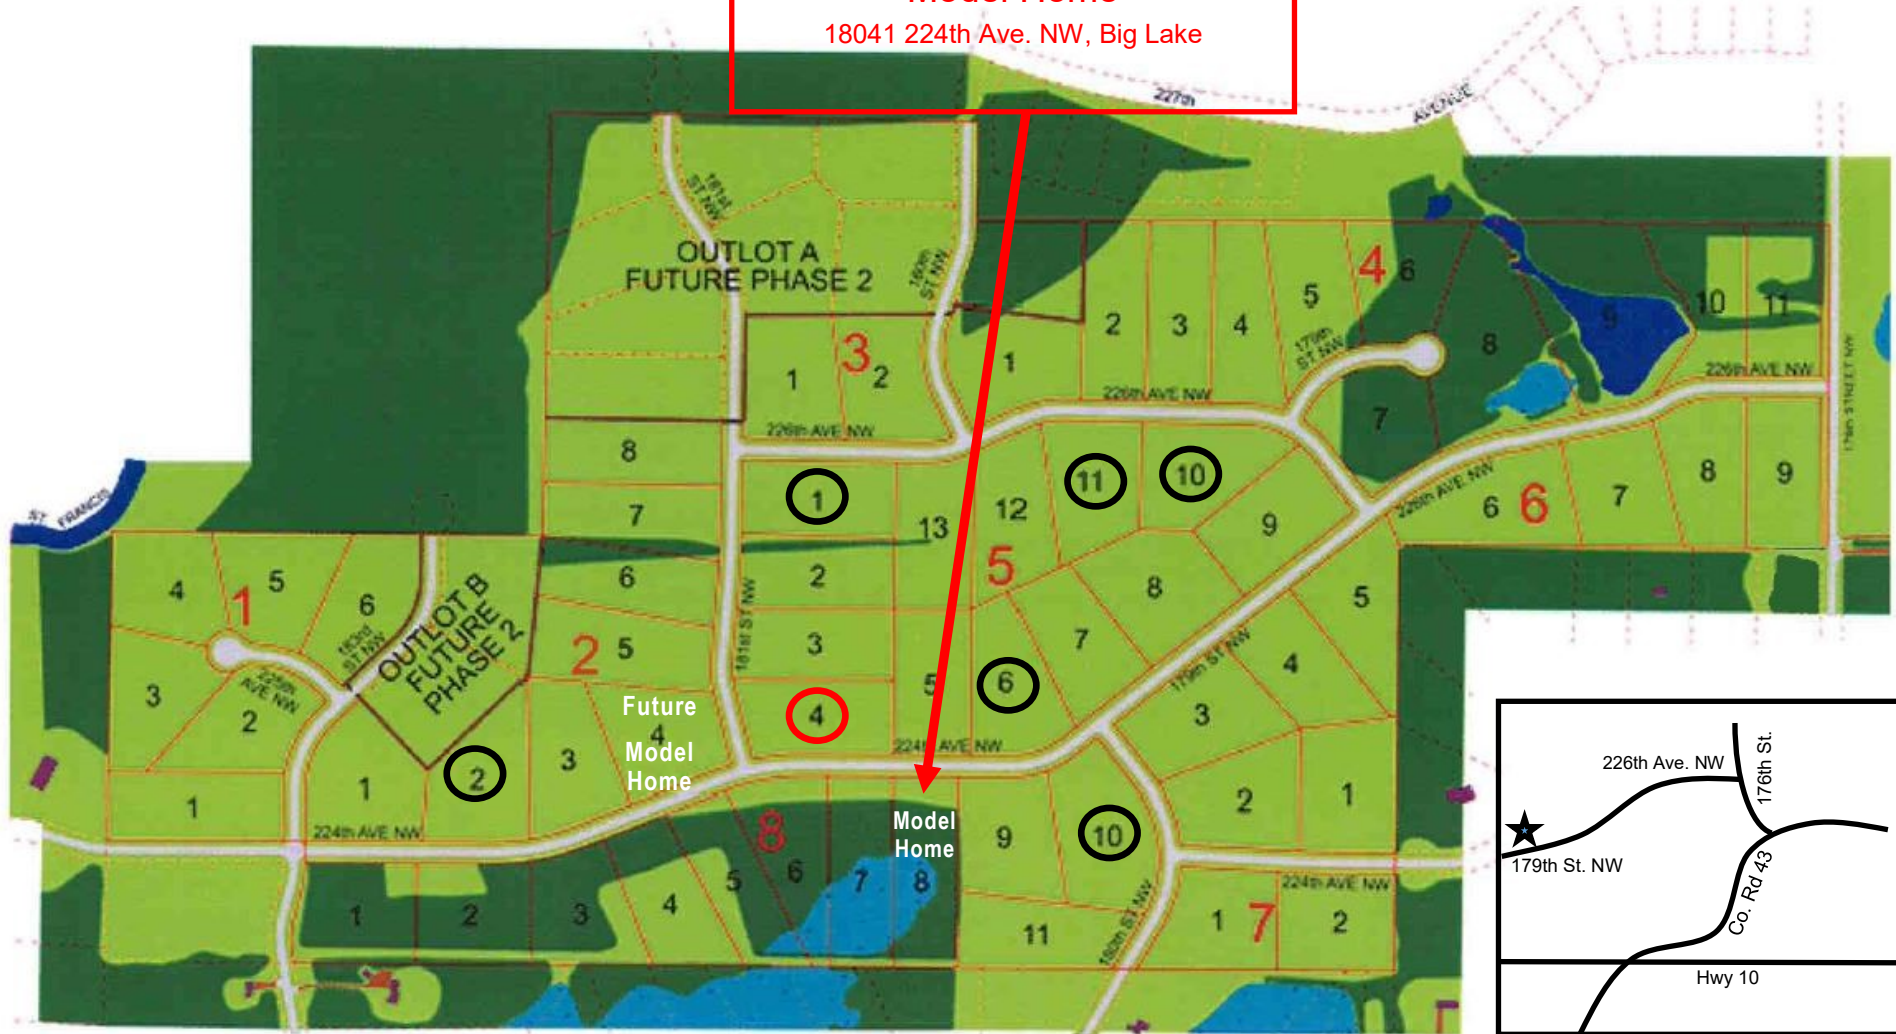 Model Home
18041 224th Ave. NW, Big Lake
227th
AVENUE
181st
ST NW
OUTLOT A
FUTURE PHASE 2
180th
ST NW
3
1
2
1
2
3
4
5
4
6
179th
ST NW
7
8
9
10
11
226th AVE NW
226th AVE NW
226th AVE NW
226th AVE NW
6
6
7
8
9
ST FRANCIS
8
7
6
2
5
4
3
2
1
Future
Model
Home
181st ST NW
1
2
3
4
5
13
12
5
11
10
9
8
7
6
224th AVE NW
179th ST NW
5
4
3
2
1
4
5
1
6
183rd
ST NW
225th
AVE NW
3
2
1
OUTLOT B
FUTURE
PHASE 2
224th AVE NW
8
1
2
3
4
5
6
7
8
Model
Home
9
10
11
180th ST NW
224th AVE NW
1
7
2
226th Ave. NW
176th St.
179th St. NW
Co. Rd 43
Hwy 10